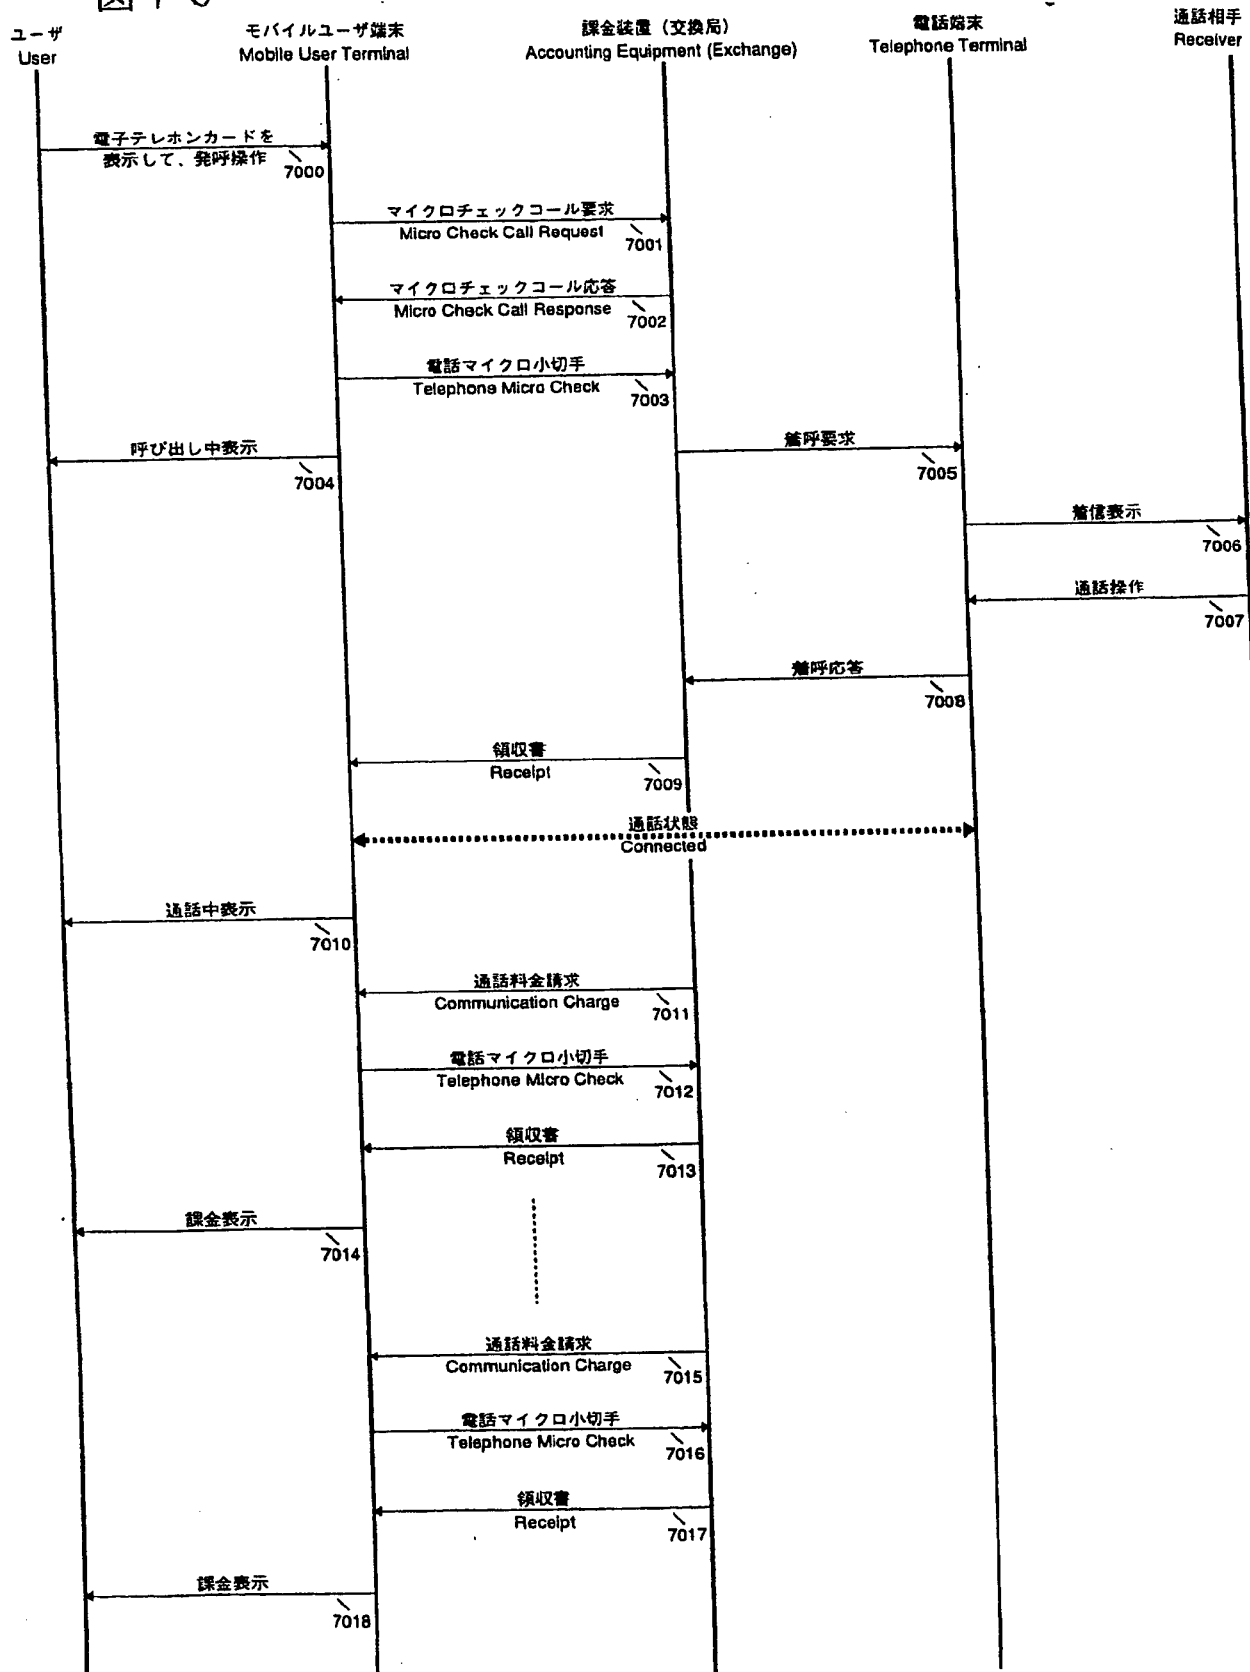 ユーザ
User
モバイルユーザ端末
Mobile User Terminal
課金装置（交換局）
Accounting Equipment (Exchange)
電話端末
Telephone Terminal
通話相手
Receiver
電子テレホンカードを
表示して、発呼操作
7000
マイクロチェックコール要求
Micro Check Call Request
7001
マイクロチェックコール応答
Micro Check Call Response
7002
電話マイクロ小切手
Telephone Micro Check
7003
呼び出し中表示
7004
着呼要求
7005
着信表示
7006
通話操作
7007
着呼応答
7008
領収書
Receipt
7009
通話状態
Connected
通話中表示
7010
通話料金請求
Communication Charge
7011
電話マイクロ小切手
Telephone Micro Check
7012
領収書
Receipt
7013
課金表示
7014
通話料金請求
Communication Charge
7015
電話マイクロ小切手
Telephone Micro Check
7016
領収書
Receipt
7017
課金表示
7018